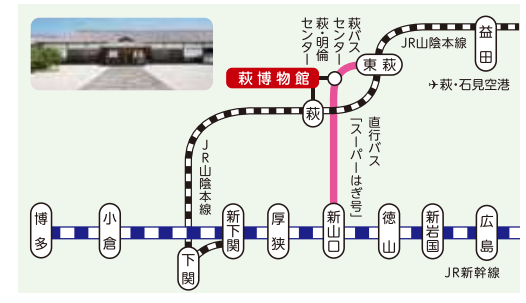 益田
JR山陰本線
萩バスセンター
萩・明倫センター
東萩
萩博物館
✈萩・石見空港
萩
直行バス
「スーパーはぎ号」
JR山陰本線
博多
小倉
新下関
厚狭
新山口
徳山
新岩国
広島
下関
JR新幹線